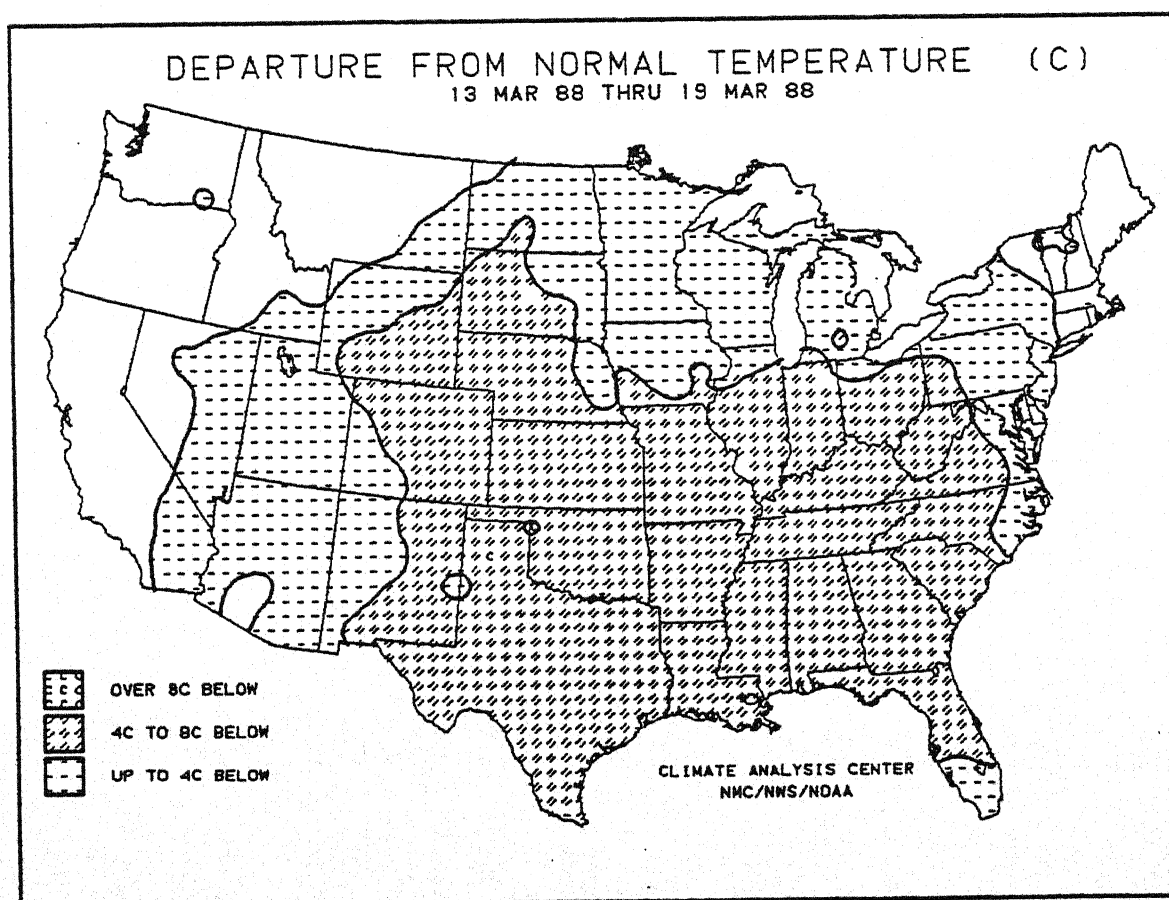 DEPARTURE FROM NORMAL TEMPERATURE (C)
13 MAR 88 THRU 19 MAR 88
OVER 8C BELOW
4C TO 8C BELOW
UP TO 4C BELOW
CLIMATE ANALYSIS CENTER
NMC/NWS/NOAA